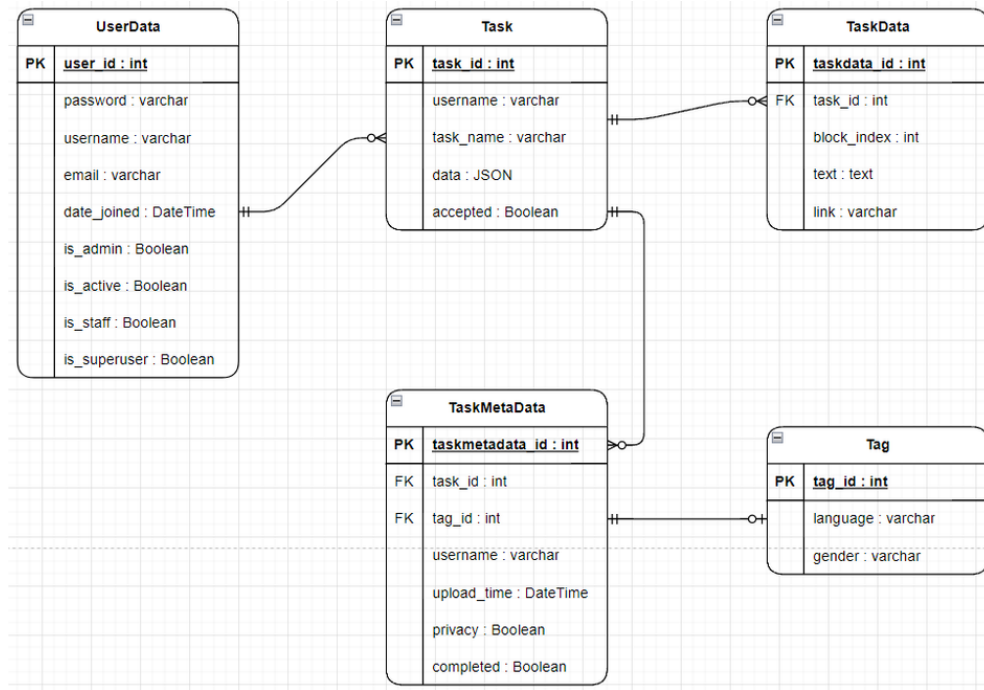 UserData
PK user_id : int
password : varchar
username : varchar
email : varchar
date_joined : DateTime
is_admin : Boolean
is_active : Boolean
is_staff : Boolean
is_superuser : Boolean
Task
PK task_id : int
username : varchar
task_name : varchar
data : JSON
accepted : Boolean
TaskData
PK taskdata_id : int
FK task_id : int
block_index : int
text : text
link : varchar
TaskMetaData
PK taskmetadata_id : int
FK task_id : int
FK tag_id : int
username : varchar
upload_time : DateTime
privacy : Boolean
completed : Boolean
Tag
PK tag_id : int
language : varchar
gender : varchar